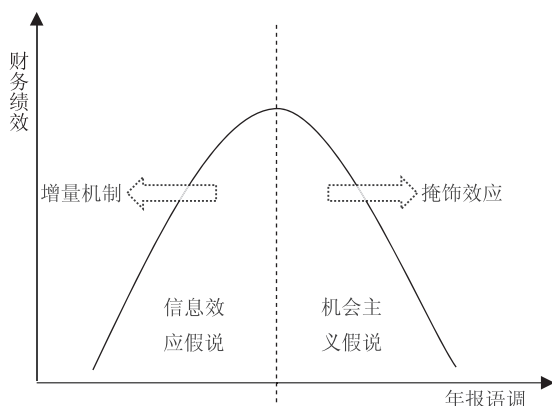 财务绩效
增量机制
掩饰效应
信息效
应假说
机会主
义假说
年报语调